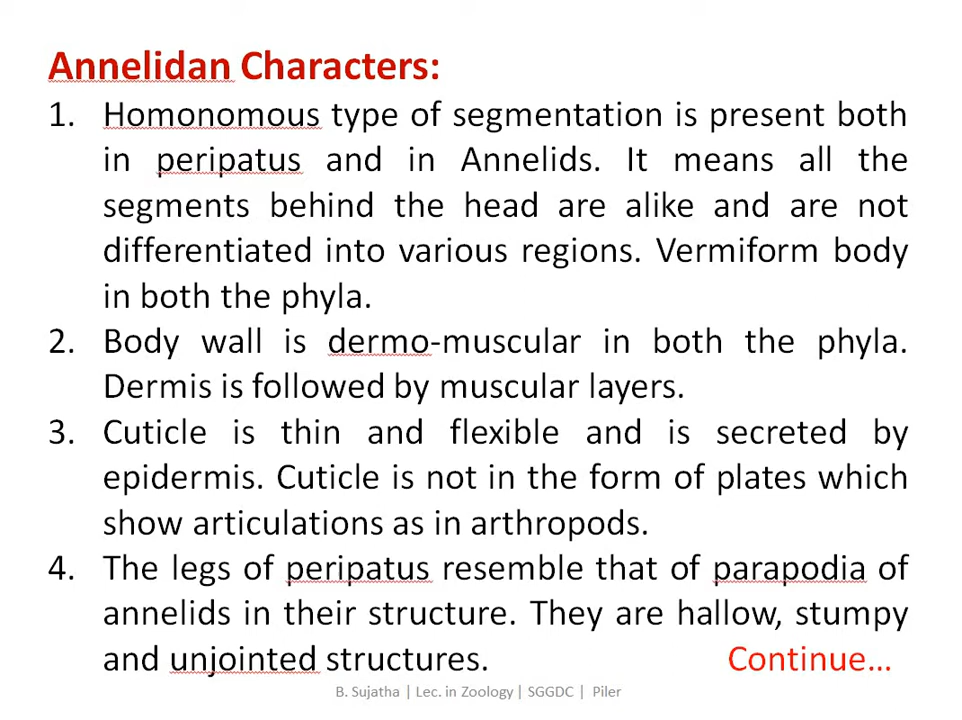 Annelidan Characters:
1. Homonomous type of segmentation is present both
in peripatus and in Annelids. It means all the
segments behind the head are alike and are not
differentiated into various regions. Vermiform body
in both the phyla.
2. Body wall is dermo-muscular in both the phyla.
Dermis is followed by muscular layers.
3. Cuticle is thin and flexible and is secreted by
epidermis. Cuticle is not in the form of plates which
show articulations as in arthropods.
4. The legs of peripatus resemble that of parapodia of
annelids in their structure. They are hallow, stumpy
and unjointed structures. Continue...
B. Sujatha | Lec. in Zoology | SGGDC | Piler